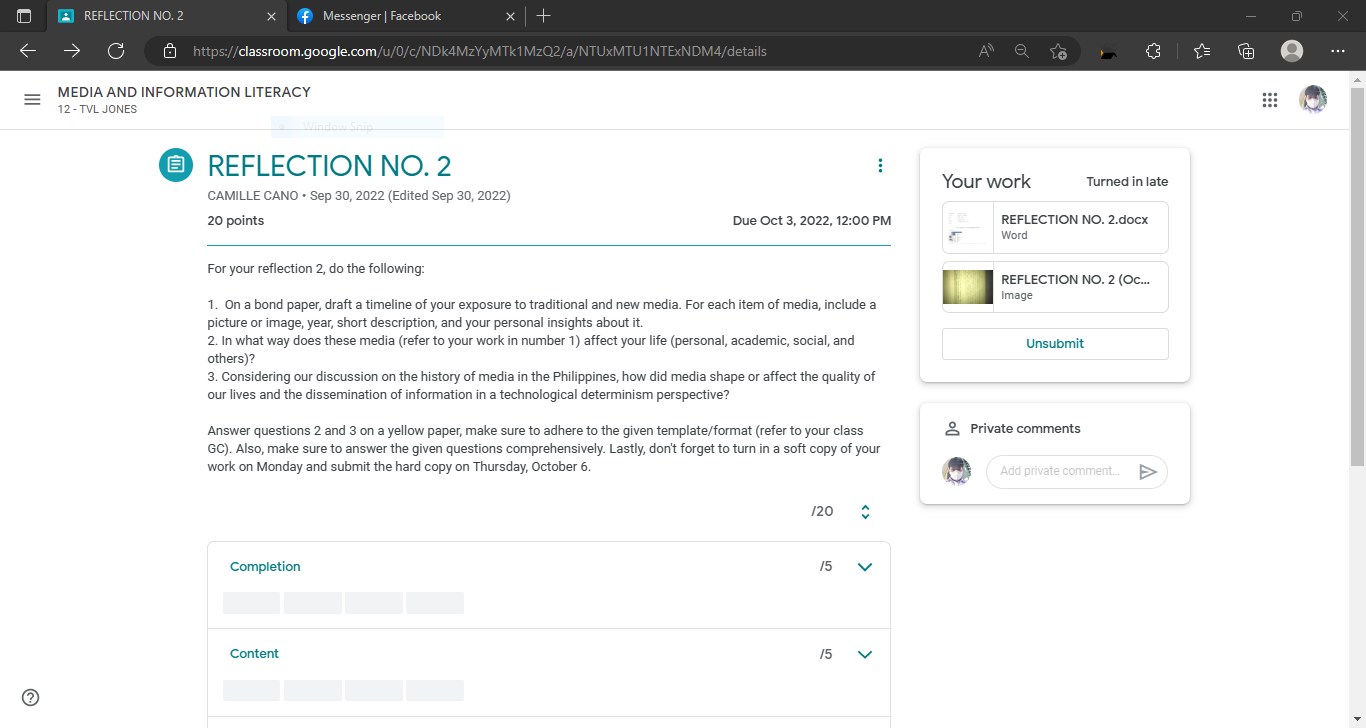 REFLECTION NO. 2
Messenger | Facebook
https://classroom.google.com/u/0/c/NDk4MzYyMTk1MzQ2/a/NTUxMTU1NTExNDM4/details
MEDIA AND INFORMATION LITERACY
12 - TVL JONES
Window Snip
REFLECTION NO. 2
CAMILLE CANO • Sep 30, 2022 (Edited Sep 30, 2022)
20 points
Due Oct 3, 2022, 12:00 PM
For your reflection 2, do the following:
1. On a bond paper, draft a timeline of your exposure to traditional and new media. For each item of media, include a
picture or image, year, short description, and your personal insights about it.
2. In what way does these media (refer to your work in number 1) affect your life (personal, academic, social, and
others)?
3. Considering our discussion on the history of media in the Philippines, how did media shape or affect the quality of
our lives and the dissemination of information in a technological determinism perspective?
Answer questions 2 and 3 on a yellow paper, make sure to adhere to the given template/format (refer to your class
GC). Also, make sure to answer the given questions comprehensively. Lastly, don't forget to turn in a soft copy of your
work on Monday and submit the hard copy on Thursday, October 6.
/20
Completion
/5
Content
/5
Your work
Turned in late
REFLECTION NO. 2.docx
Word
REFLECTION NO. 2 (Oc...
Image
Unsubmit
Private comments
Add private comment...